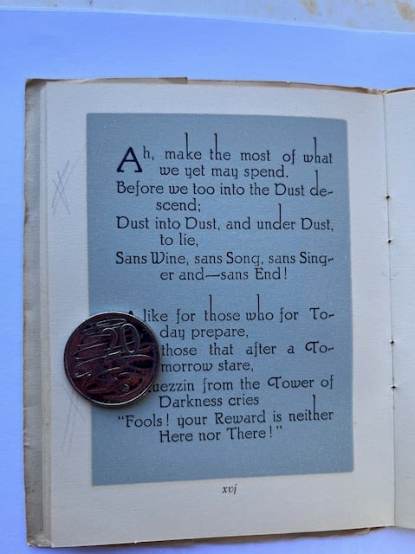 Ah, make the most of what
we yet may spend.
Before we too into the Dust de-
scend;
Dust into Dust, and under Dust,
to lie,
Sans Wine, sans Song, sans Sing-
er and—sans End!
Alike for those who for To-
day prepare,
those that after a To-
morrow stare,
uezzin from the Tower of
Darkness cries
"Fools! your Reward is neither
Here nor There!"
xvj
20